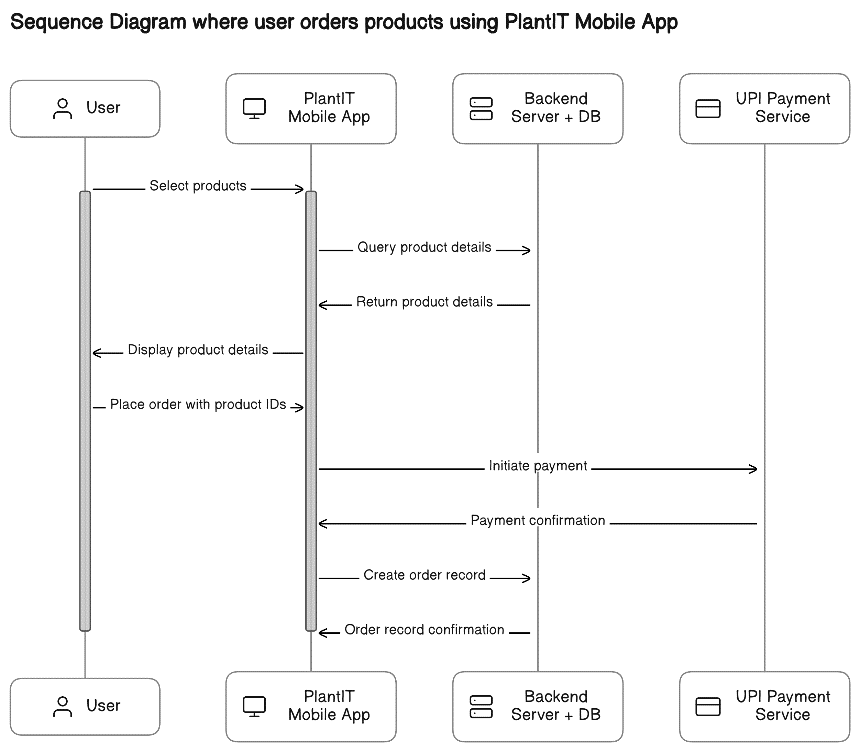 Sequence Diagram where user orders products using PlantIT Mobile App
User
PlantIT
Mobile App
Backend
Server + DB
UPI Payment
Service
Select products
Query product details
Return product details
Display product details
Place order with product IDs
Initiate payment
Payment confirmation
Create order record
Order record confirmation
User
PlantIT
Mobile App
Backend
Server + DB
UPI Payment
Service